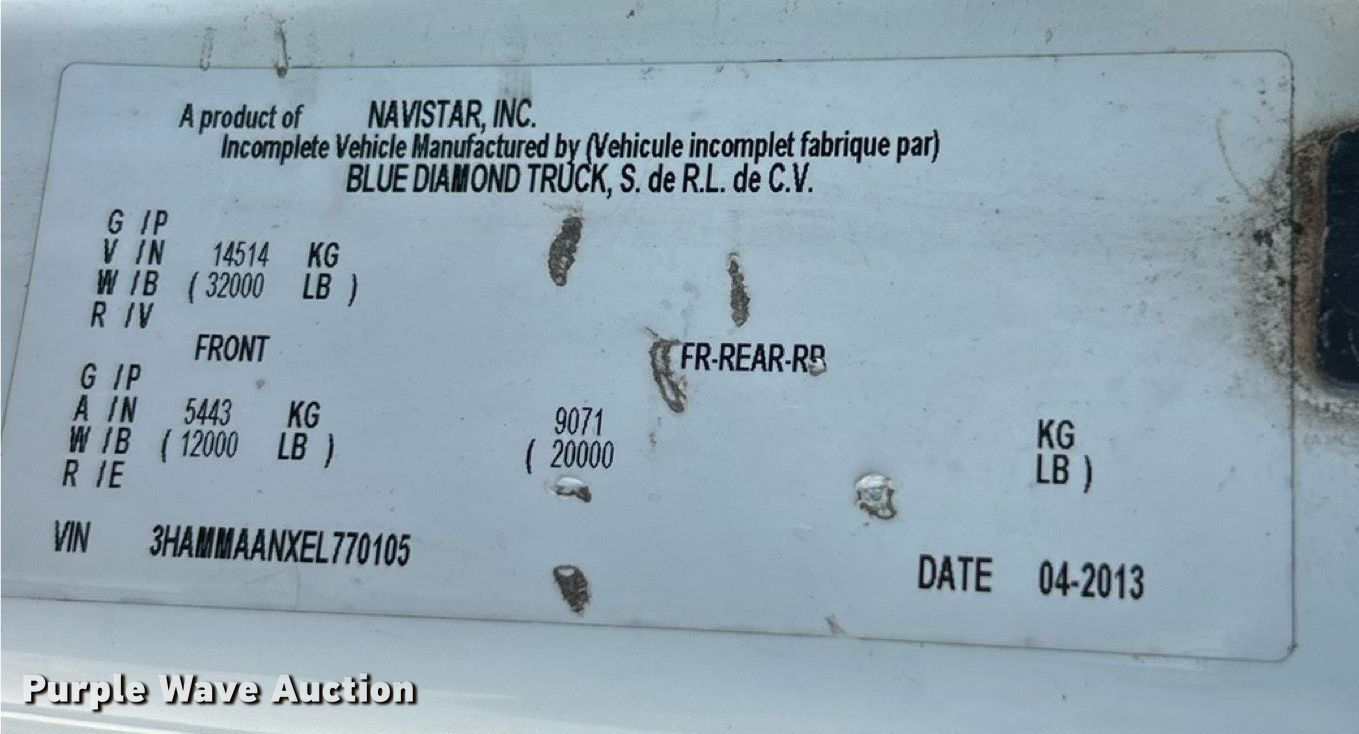 A product of NAVISTAR, INC.
Incomplete Vehicle Manufactured by (Vehicule incomplet fabrique par)
BLUE DIAMOND TRUCK, S. de R.L. de C.V.
G /P
V /N 14514 KG
W /B ( 32000 LB )
R /V
FRONT FR-REAR-RR
G /P
A /N 5443 KG 9071 KG
W /B ( 12000 LB ) ( 20000 LB )
R /E
VIN 3HAMMAANXEL770105
DATE 04-2013
Purple Wave Auction